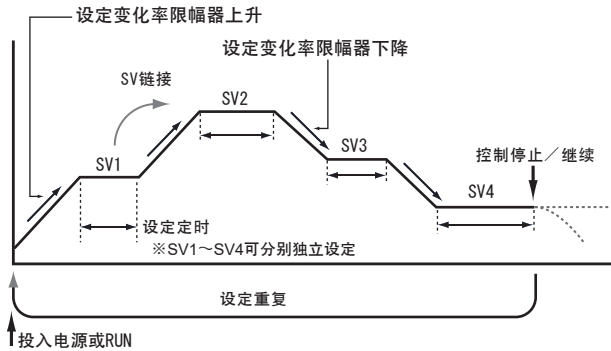 设定变化率限幅器上升
设定变化率限幅器下降
SV链接
SV2
SV1
SV3
控制停止／继续
SV4
设定定时
※SV1～SV4可分别独立设定
设定重复
投入电源或RUN